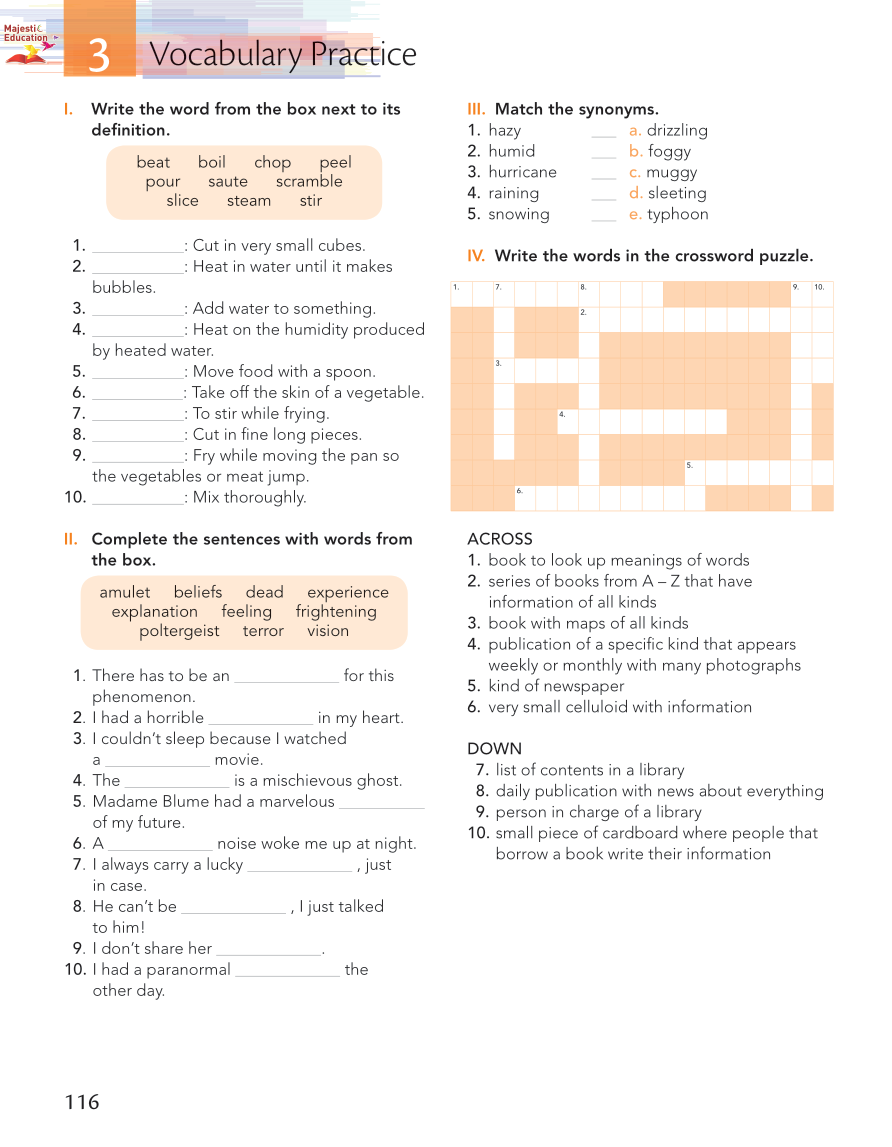 Majestic
Education
3 Vocabulary Practice
I. Write the word from the box next to its
definition.
beat boil chop peel
pour saute scramble
slice steam stir
1. ___________: Cut in very small cubes.
2. ___________: Heat in water until it makes
bubbles.
3. ___________: Add water to something.
4. ___________: Heat on the humidity produced
by heated water.
5. ___________: Move food with a spoon.
6. ___________: Take off the skin of a vegetable.
7. ___________: To stir while frying.
8. ___________: Cut in fine long pieces.
9. ___________: Fry while moving the pan so
the vegetables or meat jump.
10. ___________: Mix thoroughly.
II. Complete the sentences with words from
the box.
amulet beliefs dead experience
explanation feeling frightening
poltergeist terror vision
1. There has to be an ____________ for this
phenomenon.
2. I had a horrible ____________ in my heart.
3. I couldn’t sleep because I watched
a ____________ movie.
4. The ____________ is a mischievous ghost.
5. Madame Blume had a marvelous __________
of my future.
6. A ____________ noise woke me up at night.
7. I always carry a lucky ____________ , just
in case.
8. He can’t be ____________ , I just talked
to him!
9. I don’t share her ____________.
10. I had a paranormal ____________ the
other day.
III. Match the synonyms.
1. hazy ___ a. drizzling
2. humid ___ b. foggy
3. hurricane ___ c. muggy
4. raining ___ d. sleeting
5. snowing ___ e. typhoon
IV. Write the words in the crossword puzzle.
1. 7. 8. 9. 10.
2.
3.
4.
5.
6.
ACROSS
1. book to look up meanings of words
2. series of books from A – Z that have
information of all kinds
3. book with maps of all kinds
4. publication of a specific kind that appears
weekly or monthly with many photographs
5. kind of newspaper
6. very small celluloid with information
DOWN
7. list of contents in a library
8. daily publication with news about everything
9. person in charge of a library
10. small piece of cardboard where people that
borrow a book write their information
116